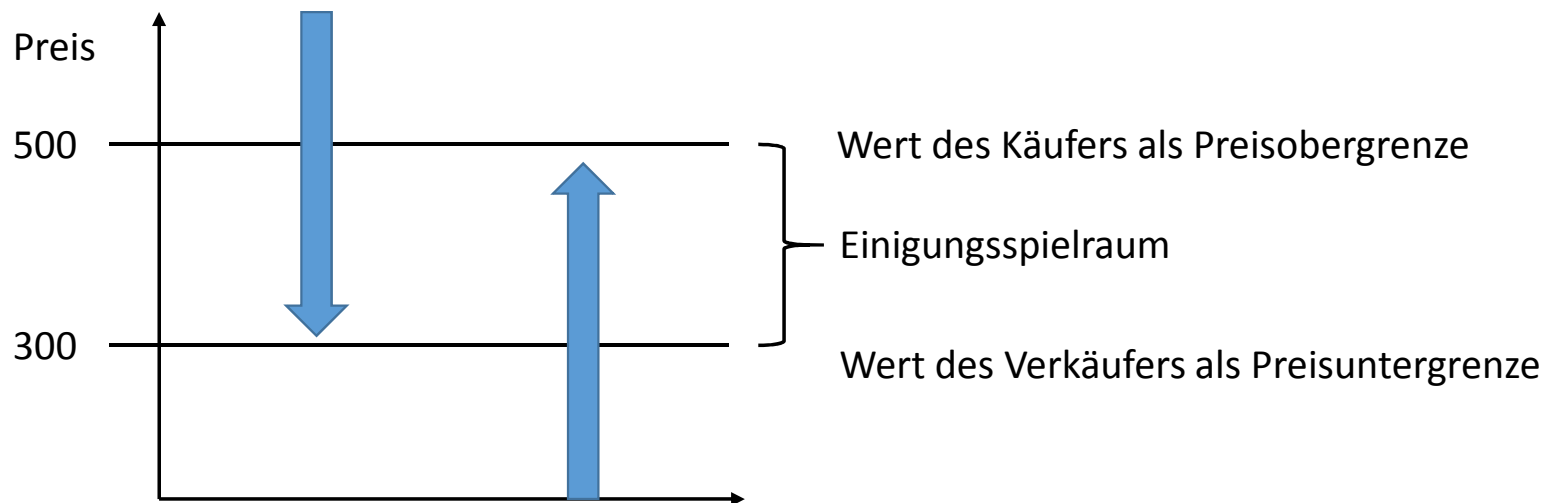 Preis
500
Wert des Käufers als Preisobergrenze
Einigungsspielraum
300
Wert des Verkäufers als Preisuntergrenze